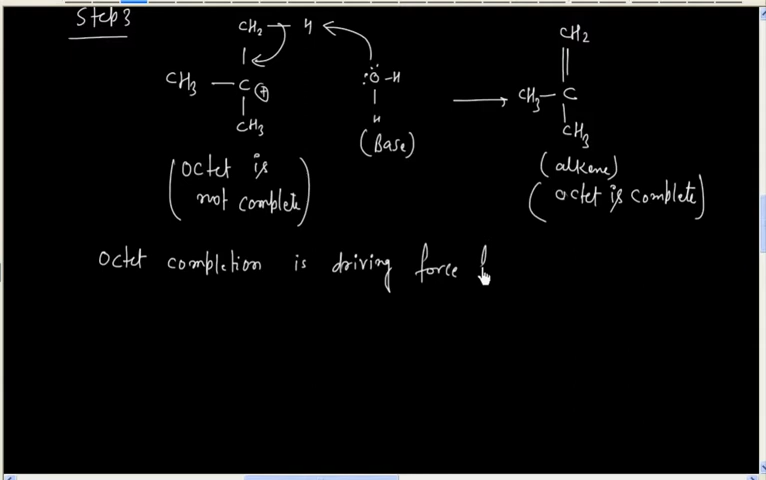 Step 3
CH2 — H
CH3 — C ⊕
CH3
:Ö-H
H
(Base)
CH2
CH3 — C
CH3
(Octet is
not complete)
(alkene)
(octet is complete)
Octet completion is driving force f